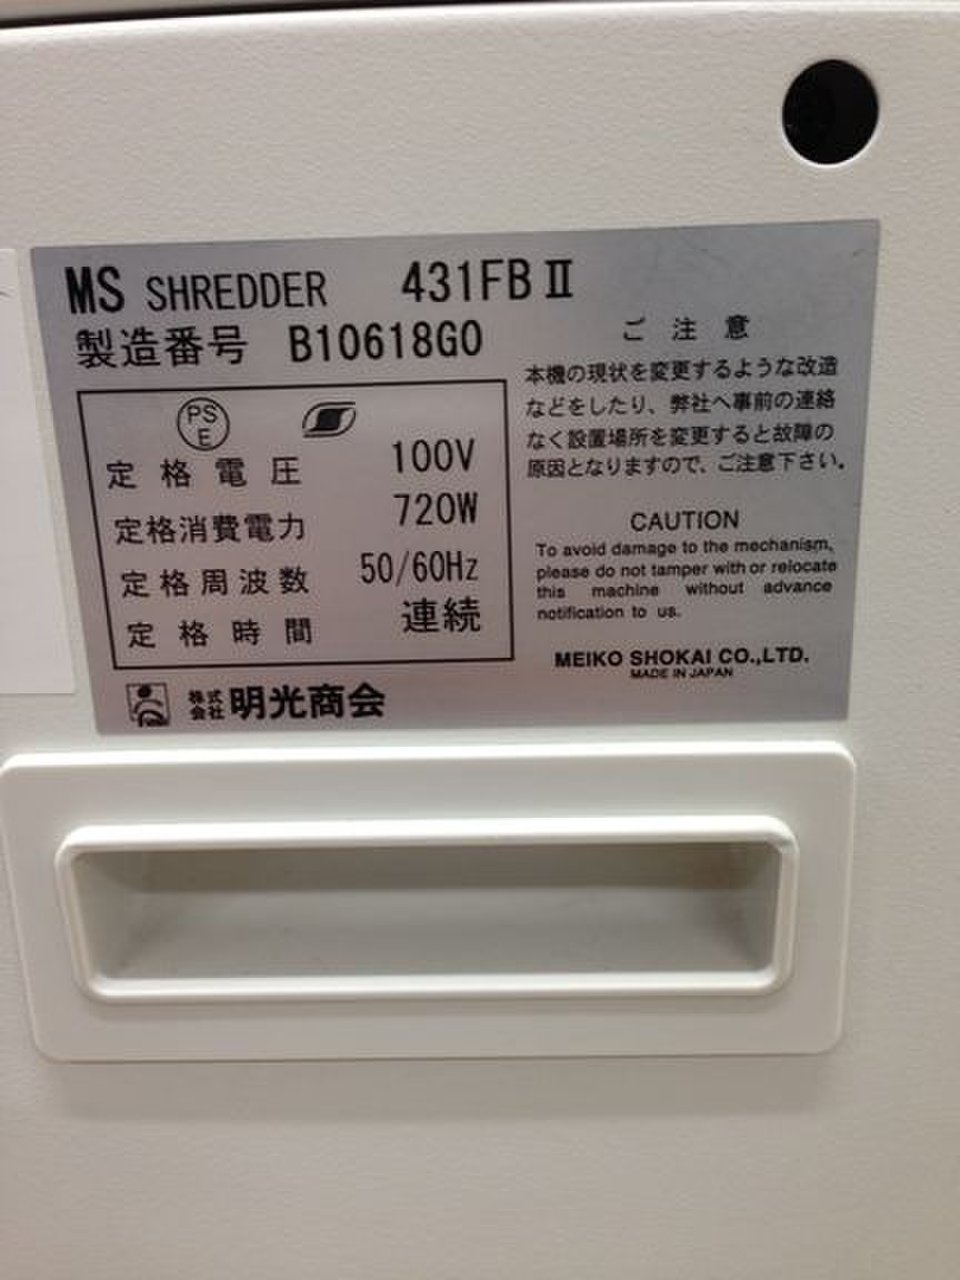 MS SHREDDER 431FBⅡ
製造番号 B10618G0
PS
E
定格電圧 100V
定格消費電力 720W
定格周波数 50/60Hz
定格時間 連続
株式
会社 明光商会
ご注意
本機の現状を変更するような改造
などをしたり、弊社へ事前の連絡
なく設置場所を変更すると故障の
原因となりますので、ご注意下さい。
CAUTION
To avoid damage to the mechanism,
please do not tamper with or relocate
this machine without advance
notification to us.
MEIKO SHOKAI CO.,LTD.
MADE IN JAPAN